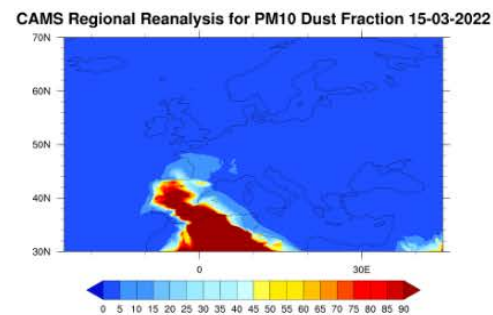 CAMS Regional Reanalysis for PM10 Dust Fraction 15-03-2022
70N
60N
50N
40N
30N
0 30E
0 5 10 15 20 25 35 40 45 50 55 60 65 70 75 80 85 90